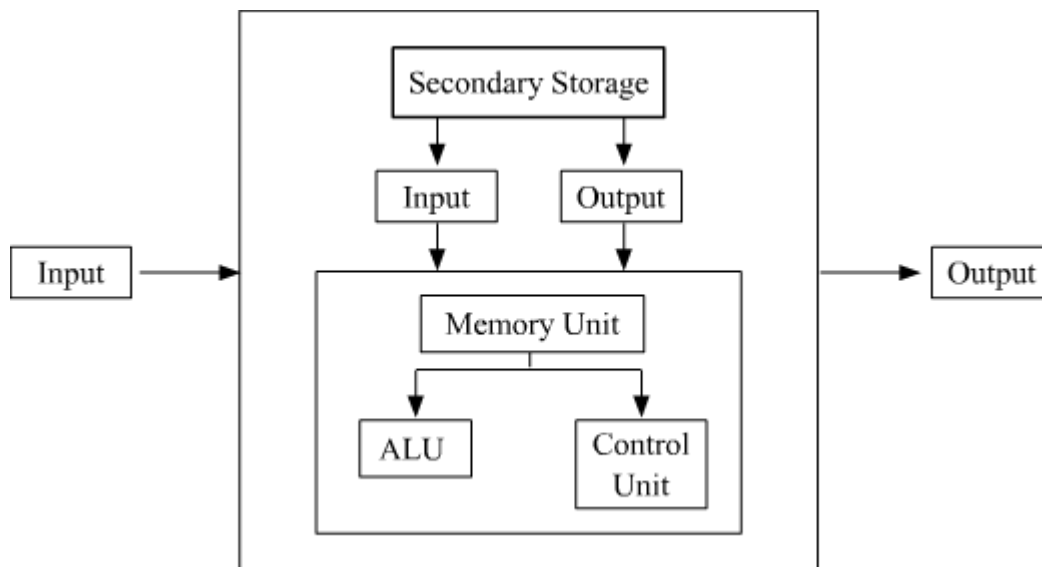 Secondary Storage
Input
Output
Input
Output
Memory Unit
ALU
Control
Unit